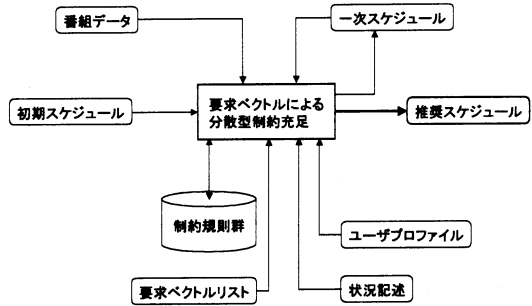 番組データ
一次スケジュール
初期スケジュール
要求ベクトルによる
分散型制約充足
推奨スケジュール
制約規則群
ユーザプロファイル
要求ベクトルリスト
状況記述